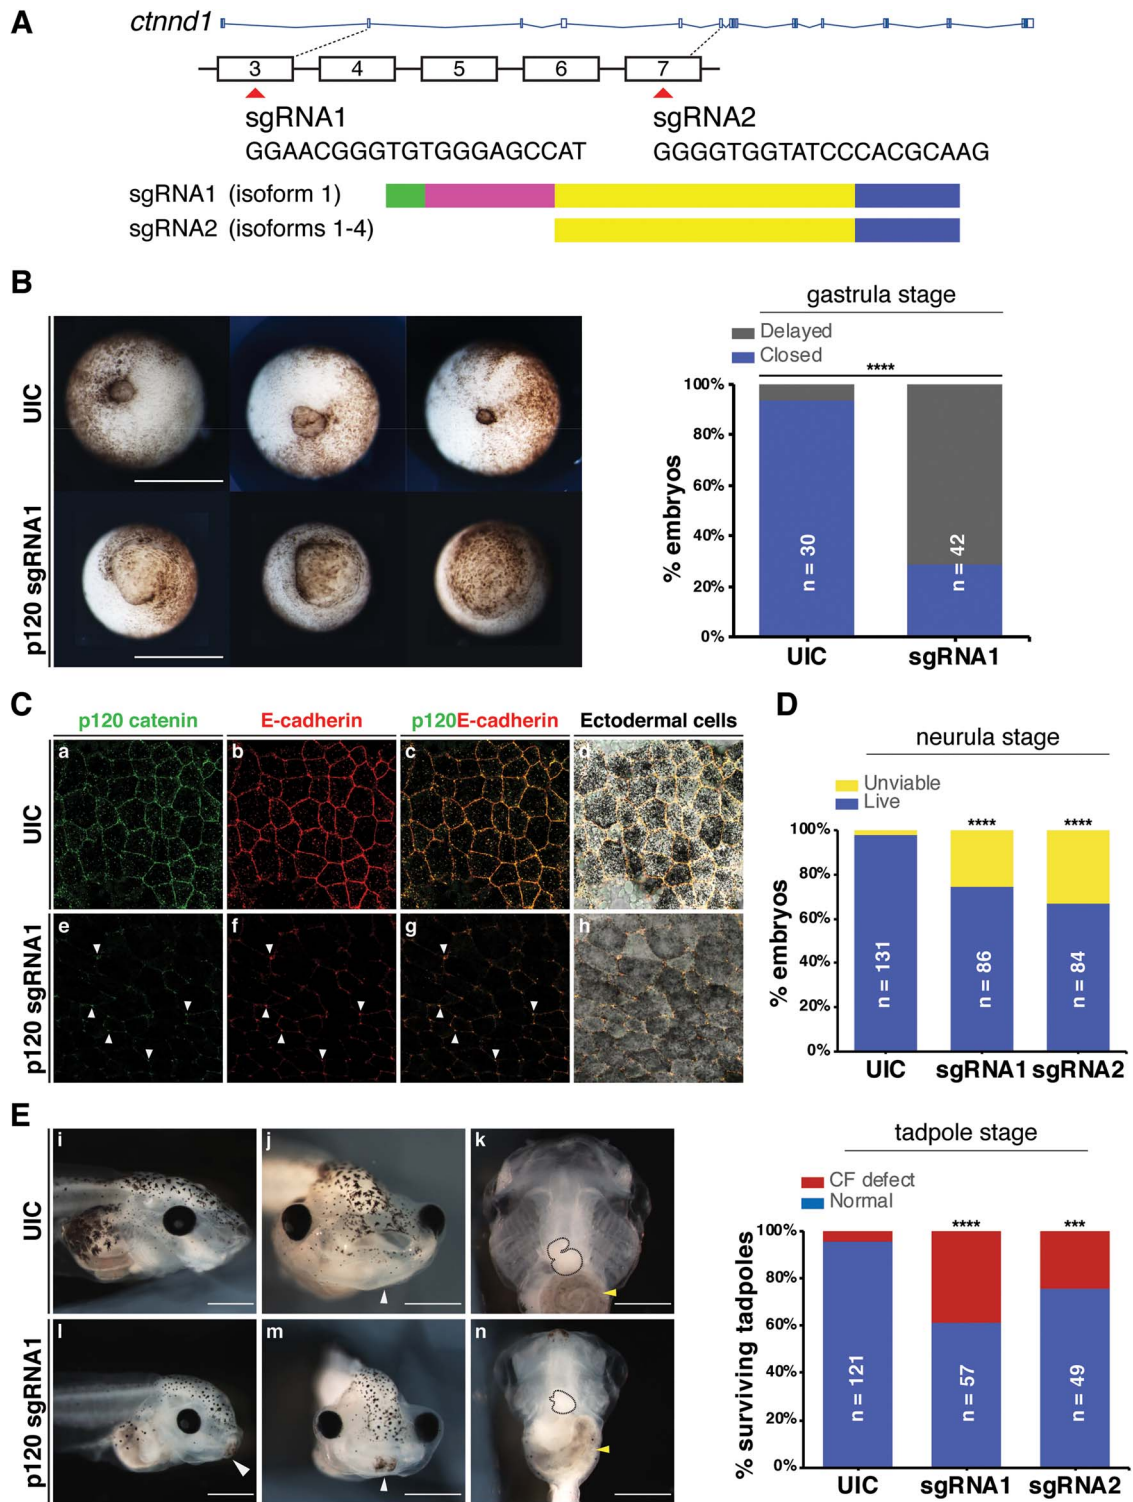 A
ctnnd1
3 4 5 6 7
sgRNA1 sgRNA2
GGAACGGGTGTGGGAGCCAT GGGGTGGTATCCCACGCAAG
sgRNA1 (isoform 1)
sgRNA2 (isoforms 1-4)
B
UIC
p120 sgRNA1
gastrula stage
Delayed
Closed
****
100%
80%
60%
40%
20%
0%
% embryos
n = 30
n = 42
UIC sgRNA1
C
p120 catenin E-cadherin p120E-cadherin Ectodermal cells
UIC
a b c d
p120 sgRNA1
e f g h
D
neurula stage
Unviable
Live
**** ****
100%
80%
60%
40%
20%
0%
% embryos
n = 131
n = 86
n = 84
UIC sgRNA1 sgRNA2
E
UIC
i j k
p120 sgRNA1
l m n
tadpole stage
CF defect
Normal
**** ***
100%
80%
60%
40%
20%
0%
% surviving tadpoles
n = 121
n = 57
n = 49
UIC sgRNA1 sgRNA2